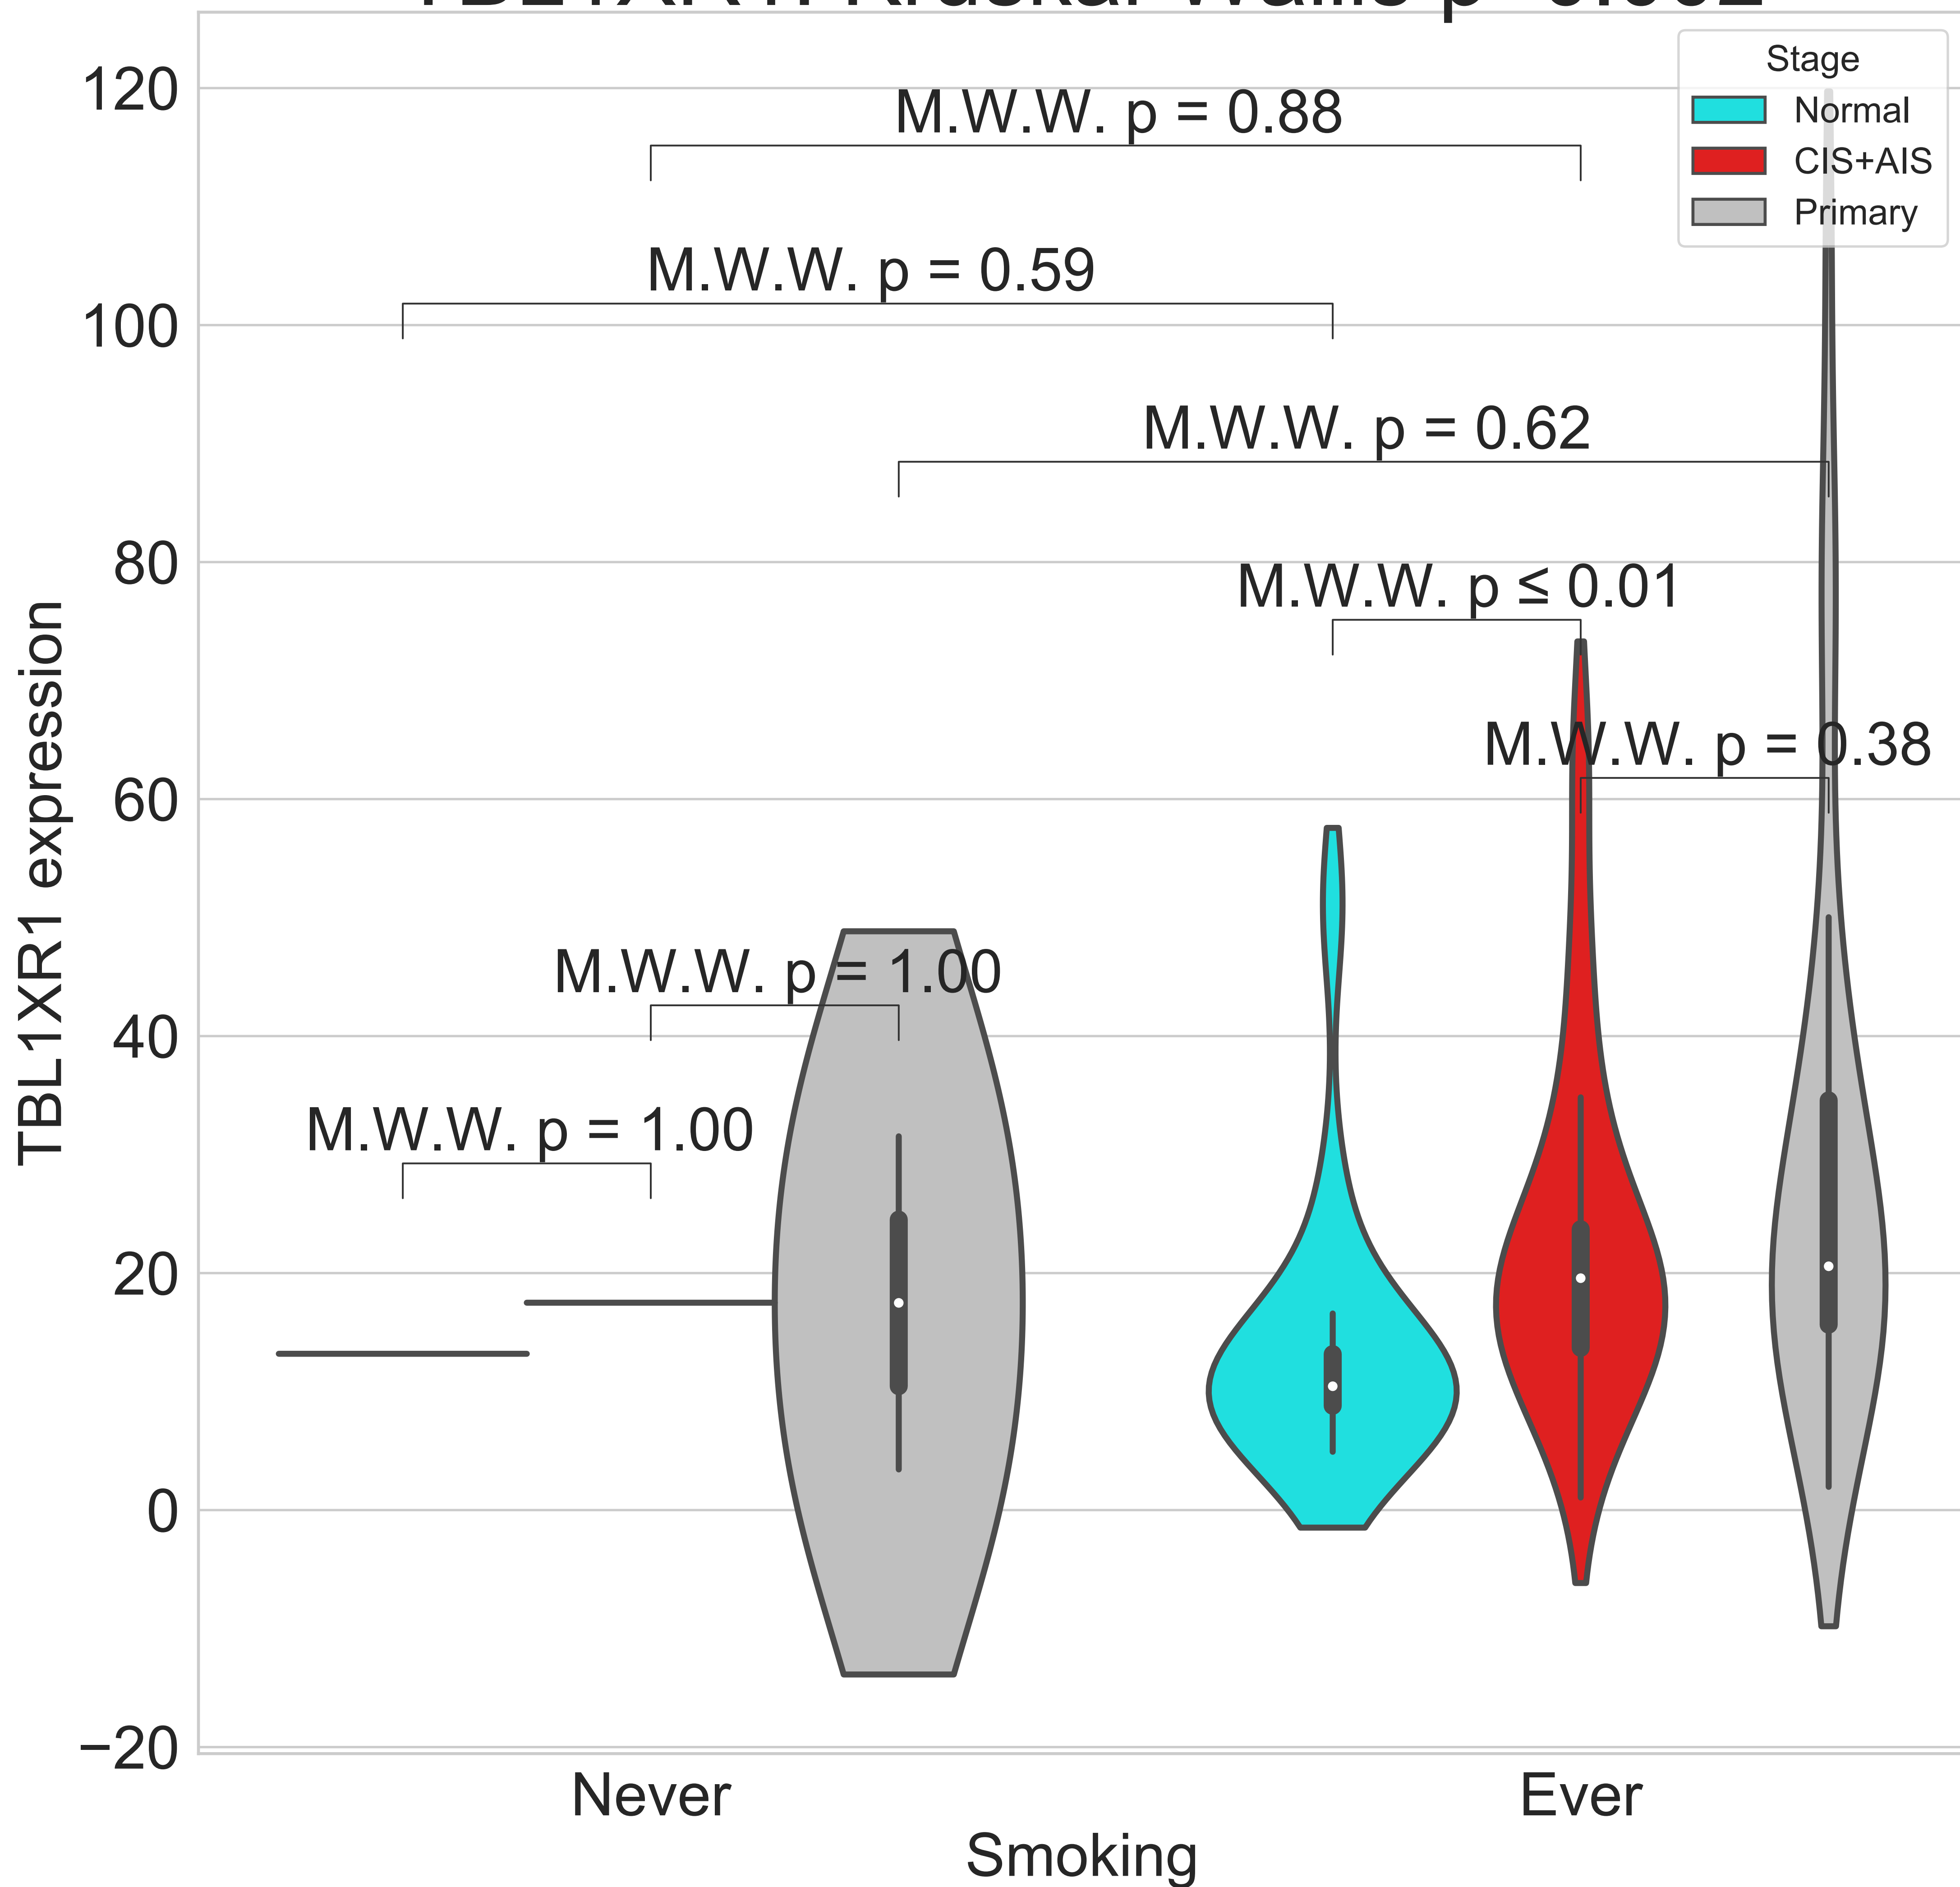 120
100
80
60
40
20
0
−20
TBL1XR1 expression
Stage
Normal
CIS+AIS
Primary
M.W.W. p = 0.88
M.W.W. p = 0.59
M.W.W. p = 0.62
M.W.W. p ≤ 0.01
M.W.W. p = 0.38
M.W.W. p = 1.00
M.W.W. p = 1.00
Never
Ever
Smoking